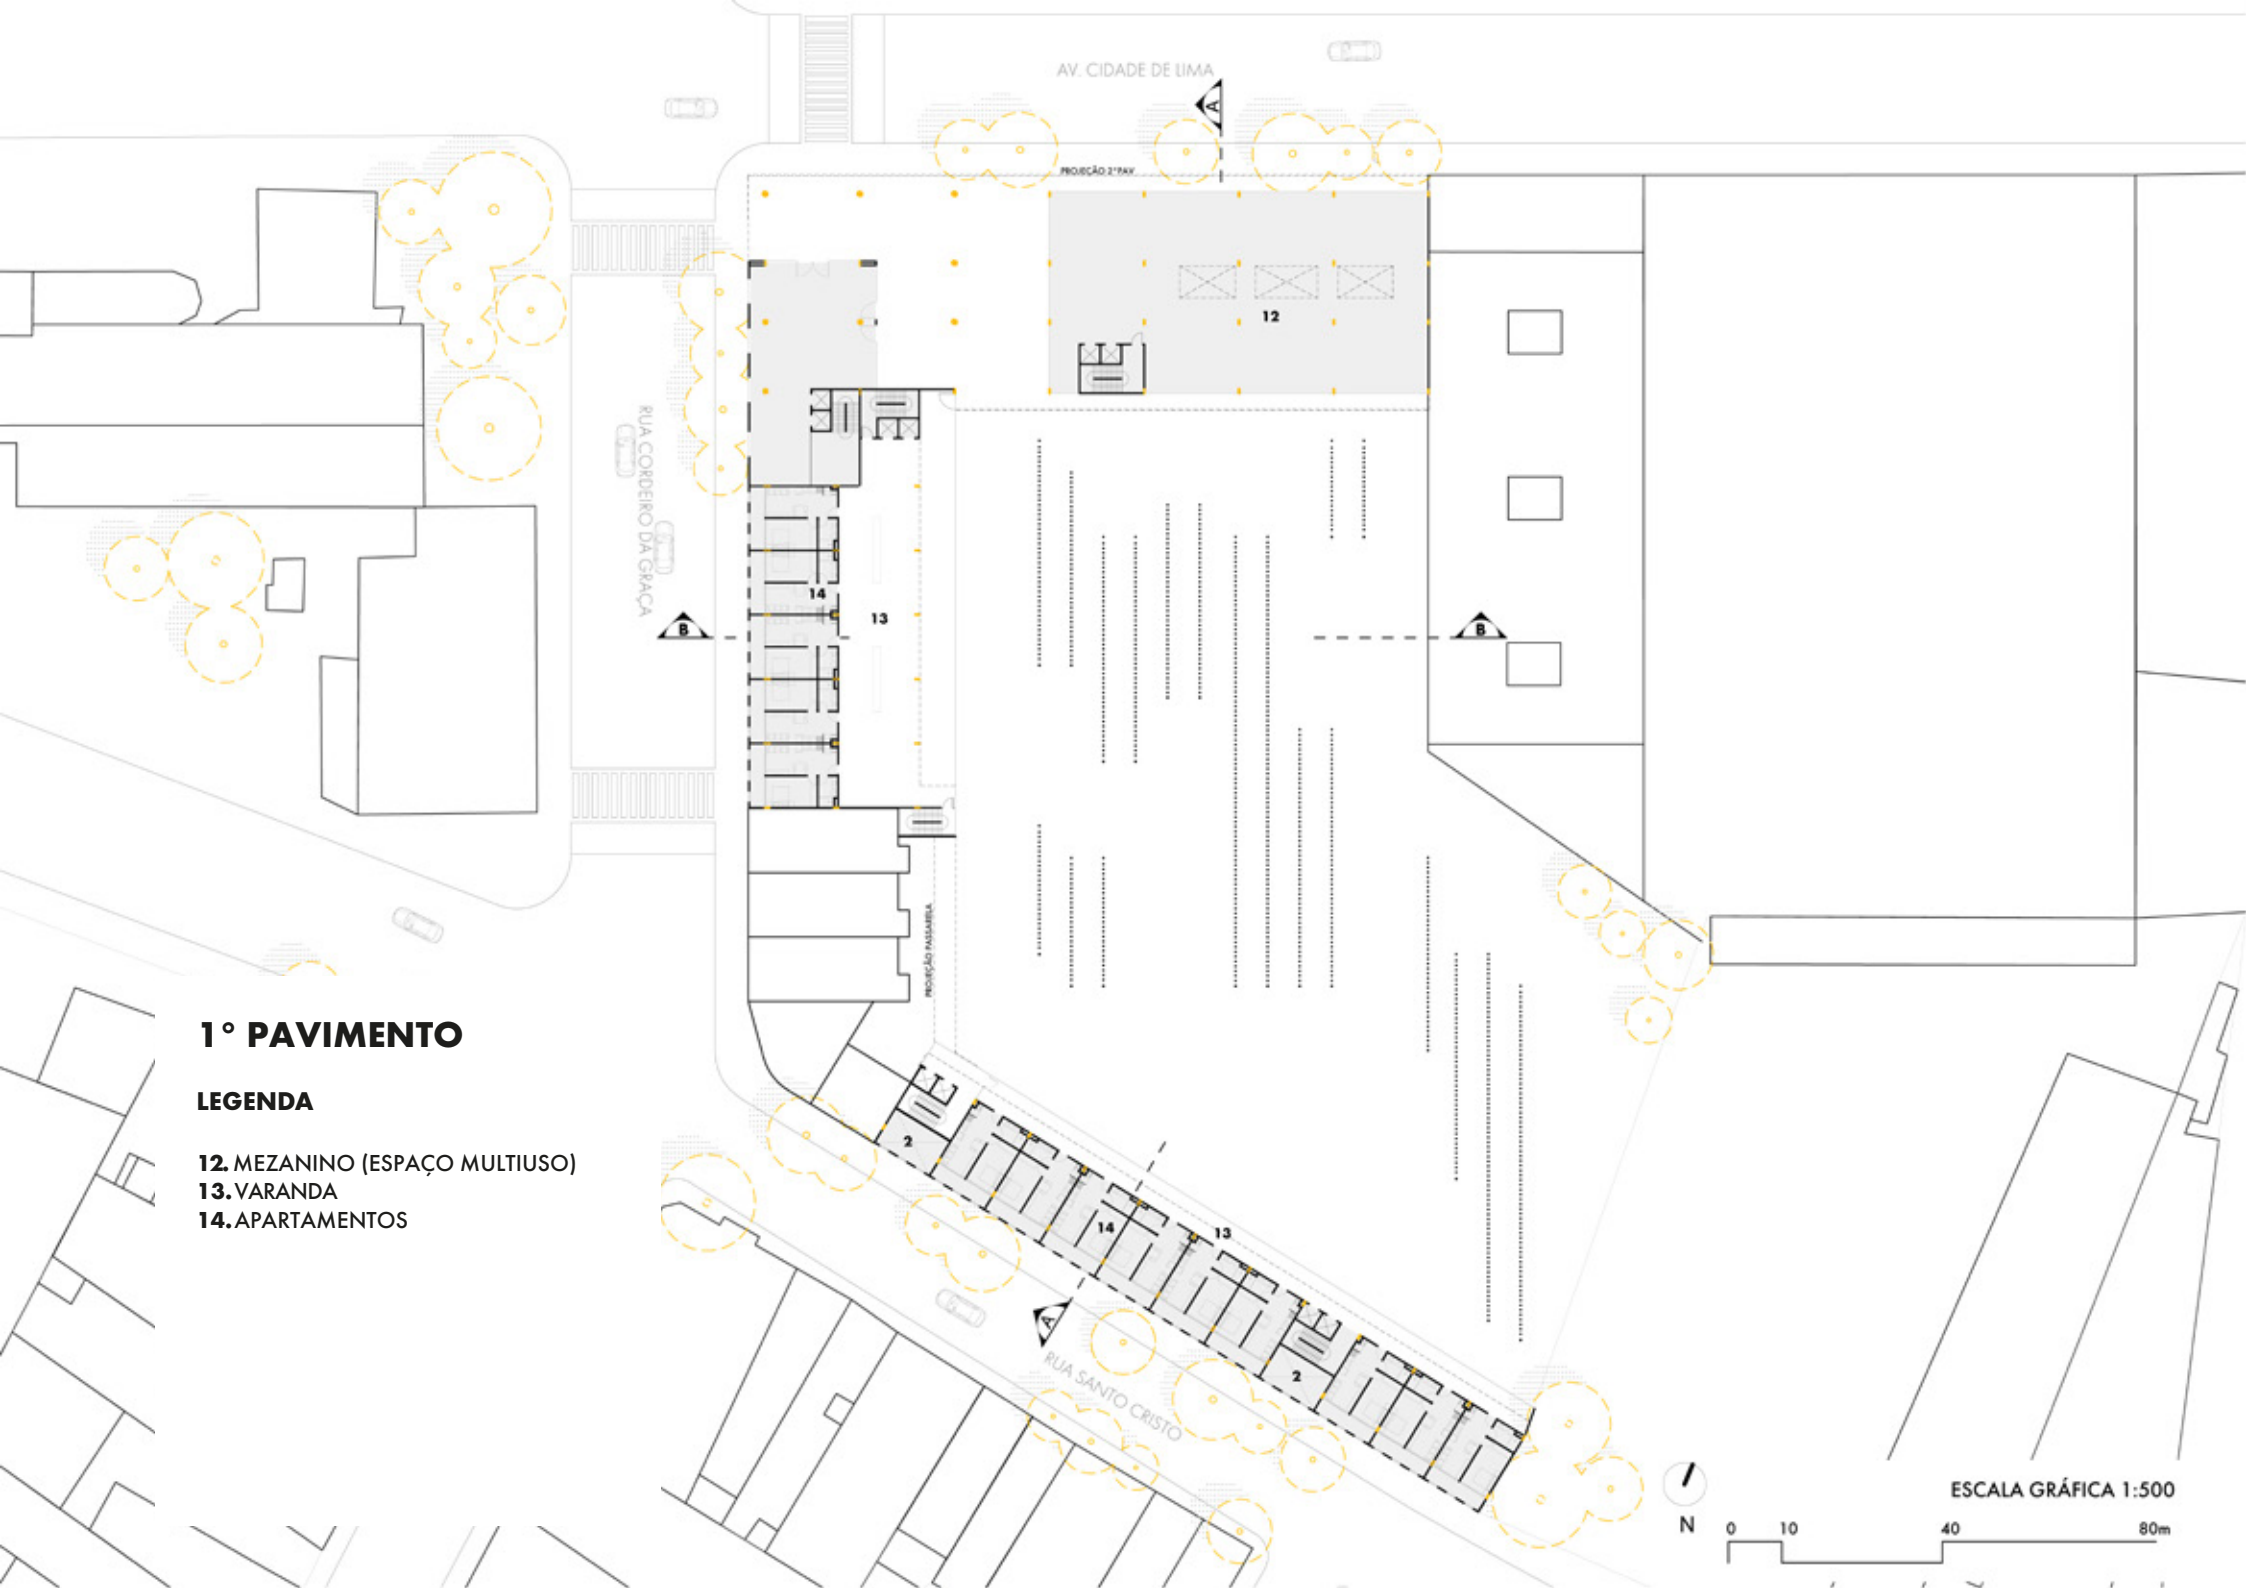 AV. CIDADE DE LIMA
A
PROJEÇÃO 2°PAV
12
RUA CORDEIRO DA GRAÇA
14
13
B
B
PROJEÇÃO PASSARELA
1° PAVIMENTO
LEGENDA
12. MEZANINO (ESPAÇO MULTIUSO)
13. VARANDA
14. APARTAMENTOS
2
14
13
A
2
RUA SANTO CRISTO
N
ESCALA GRÁFICA 1:500
0 10 40 80m